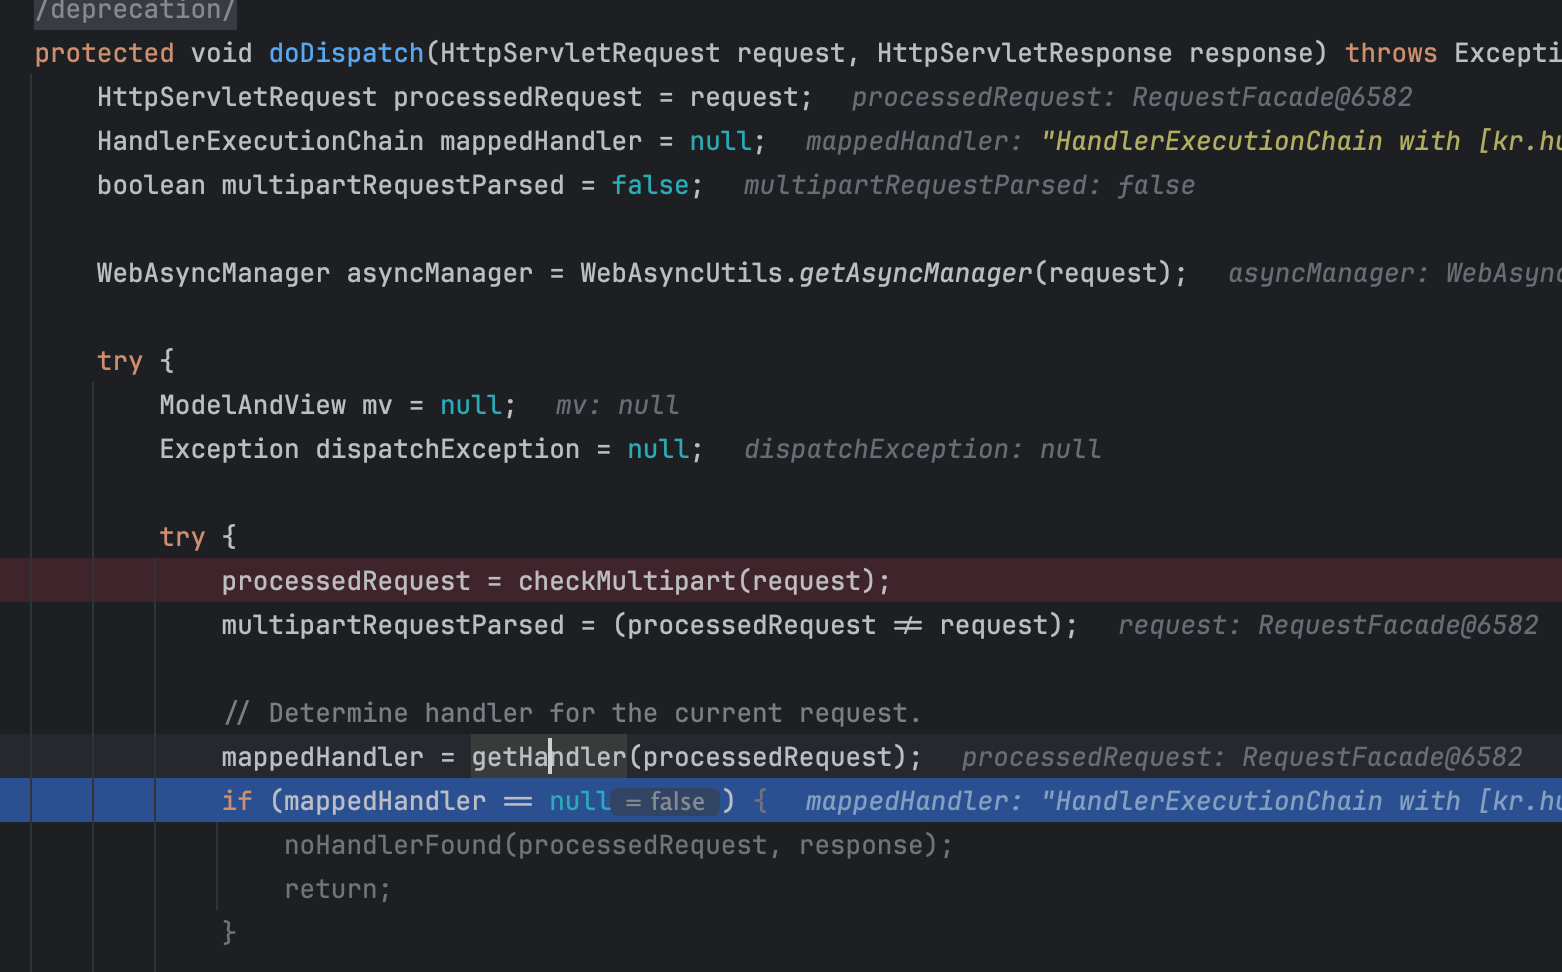 /deprecation/
protected void doDispatch(HttpServletRequest request, HttpServletResponse response) throws Excepti
HttpServletRequest processedRequest = request; processedRequest: RequestFacade@6582
HandlerExecutionChain mappedHandler = null; mappedHandler: "HandlerExecutionChain with [kr.hu
boolean multipartRequestParsed = false; multipartRequestParsed: false
WebAsyncManager asyncManager = WebAsyncUtils.getAsyncManager(request); asyncManager: WebAsync
try {
ModelAndView mv = null; mv: null
Exception dispatchException = null; dispatchException: null
try {
processedRequest = checkMultipart(request);
multipartRequestParsed = (processedRequest ≠ request); request: RequestFacade@6582
// Determine handler for the current request.
mappedHandler = getHandler(processedRequest); processedRequest: RequestFacade@6582
if (mappedHandler == null = false ) { mappedHandler: "HandlerExecutionChain with [kr.hu
noHandlerFound(processedRequest, response);
return;
}